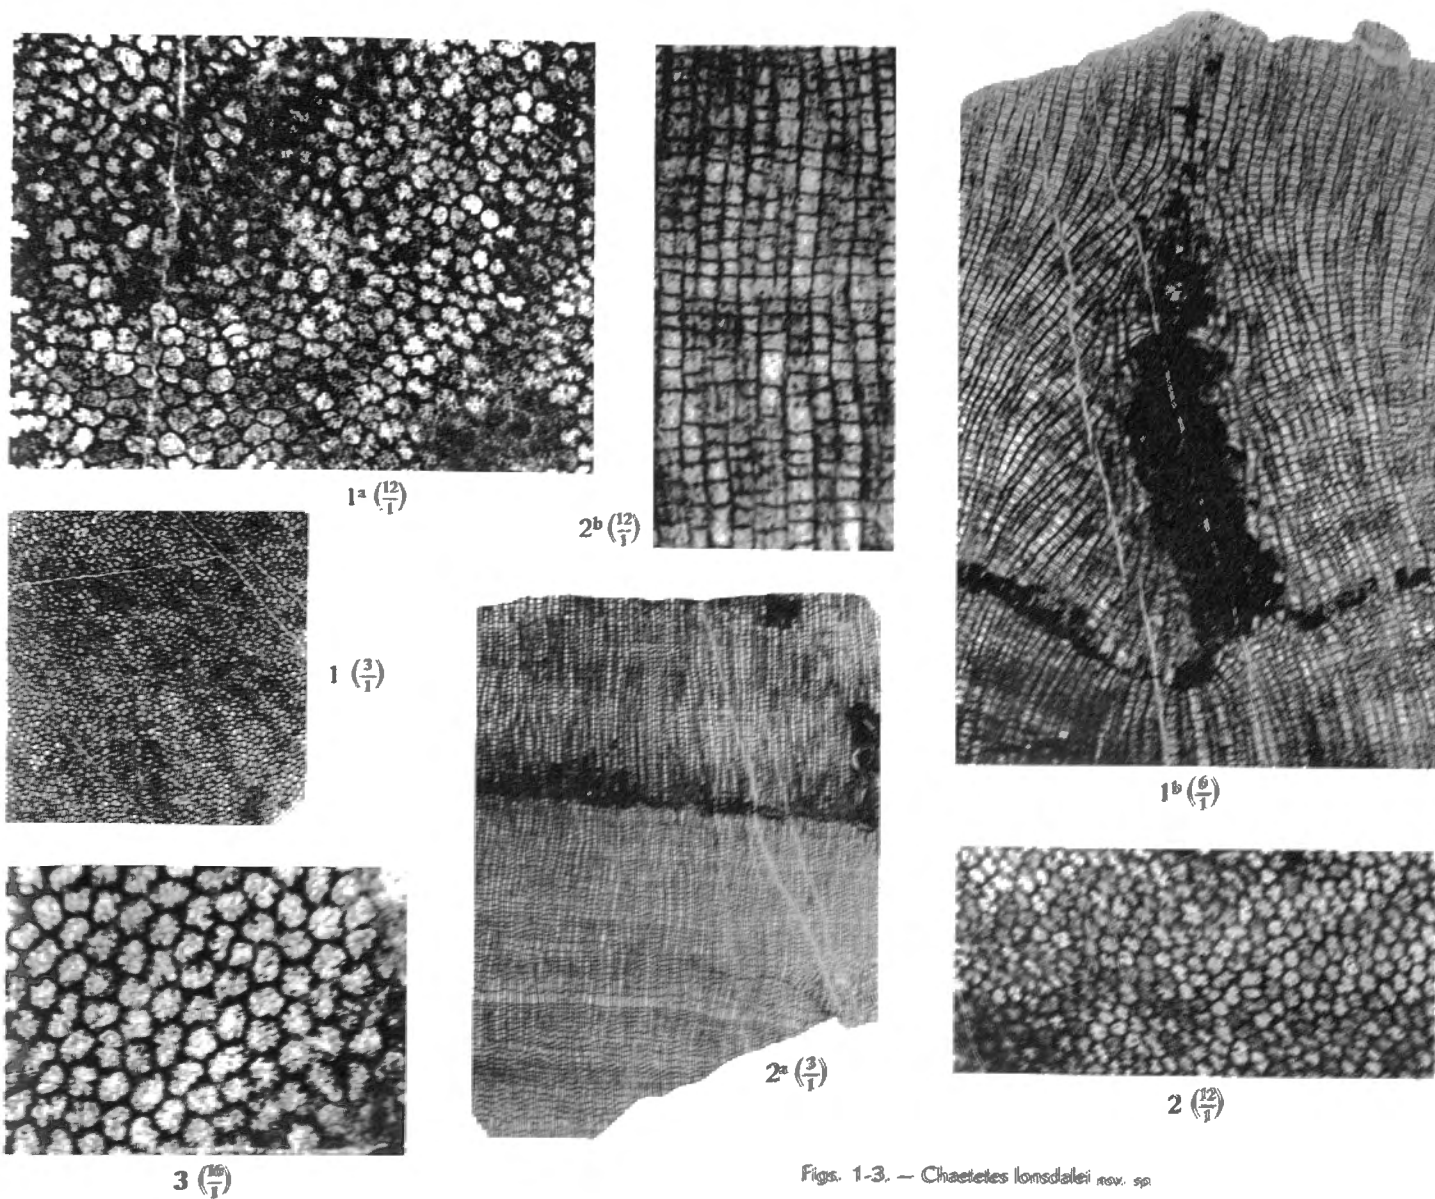 1a (12/1)
2b (12/1)
1 (3/1)
1b (6/1)
2a (3/1)
2 (12/1)
3 (16/1)
Figs. 1-3. — Chaetetes lonsdalei nov. sp.